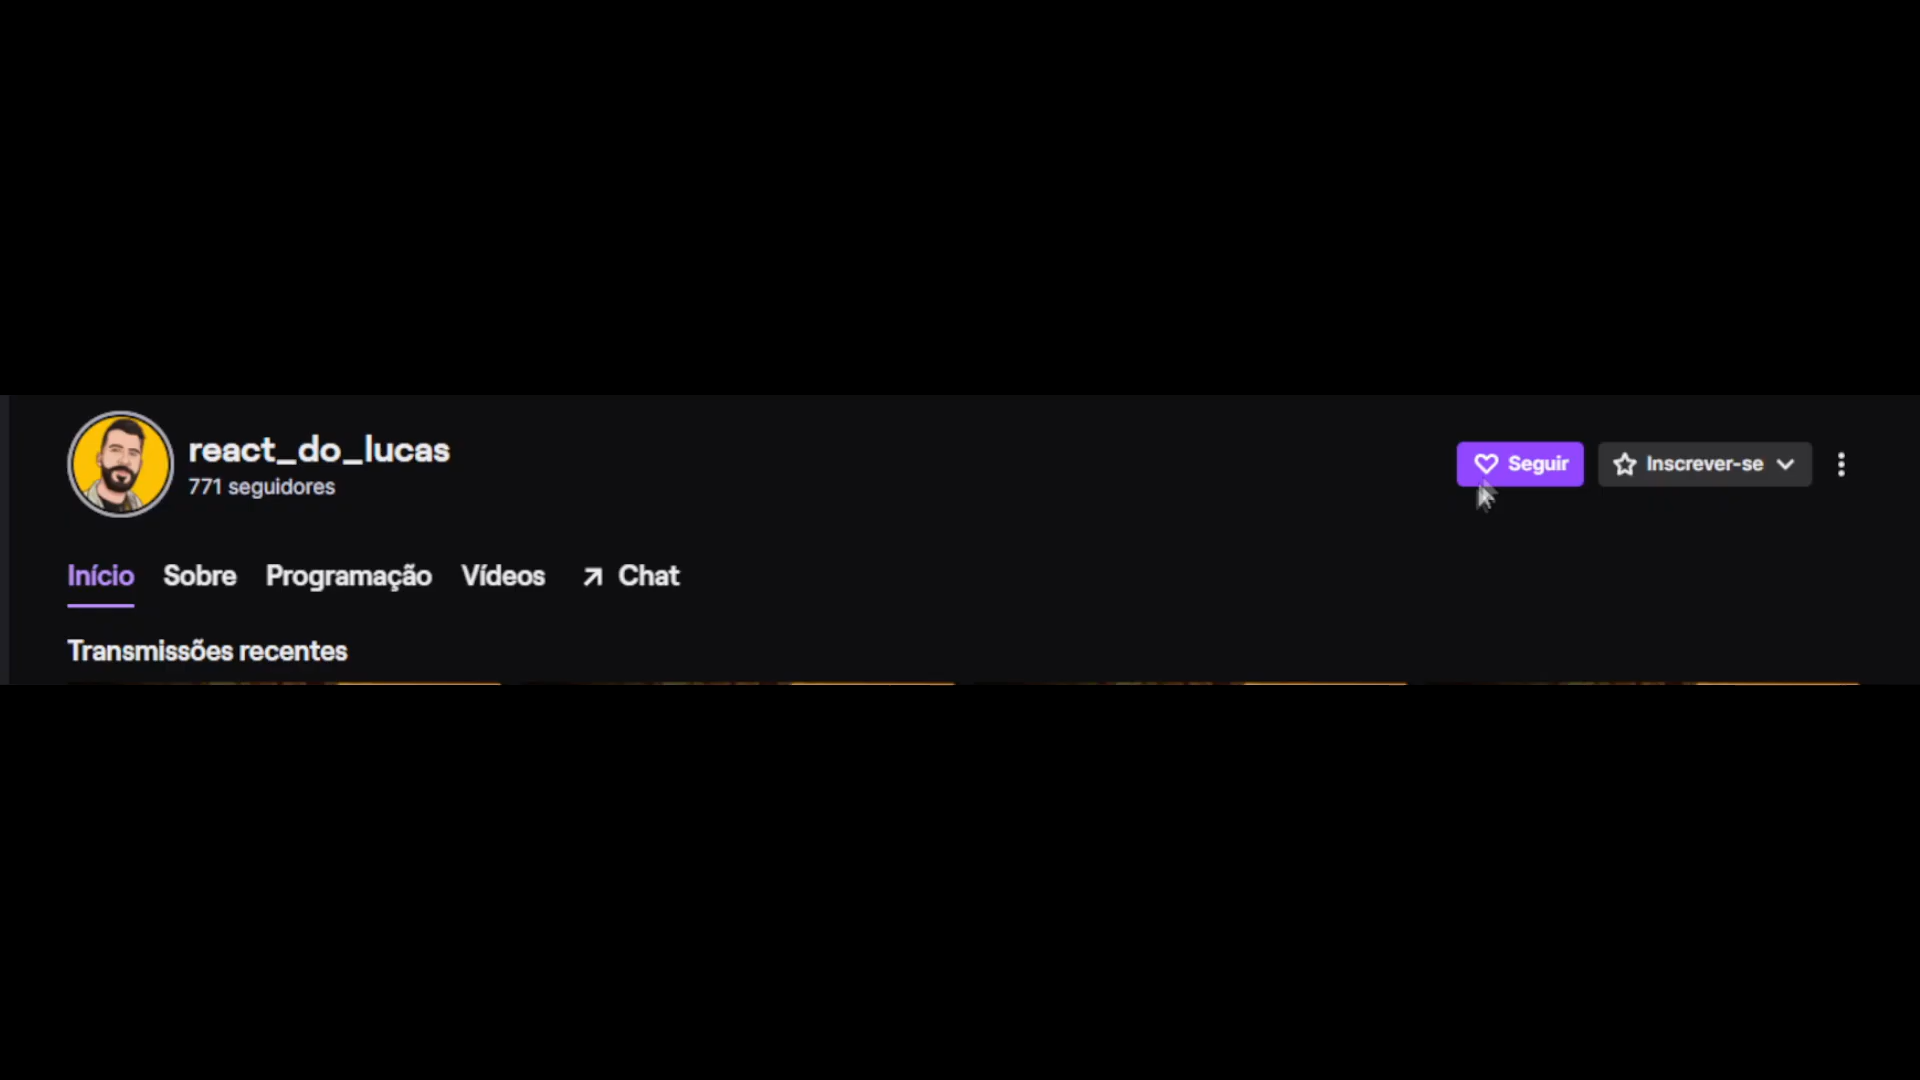 react_do_lucas
771 seguidores
Seguir
Inscrever-se
Início Sobre Programação Vídeos Chat
Transmissões recentes